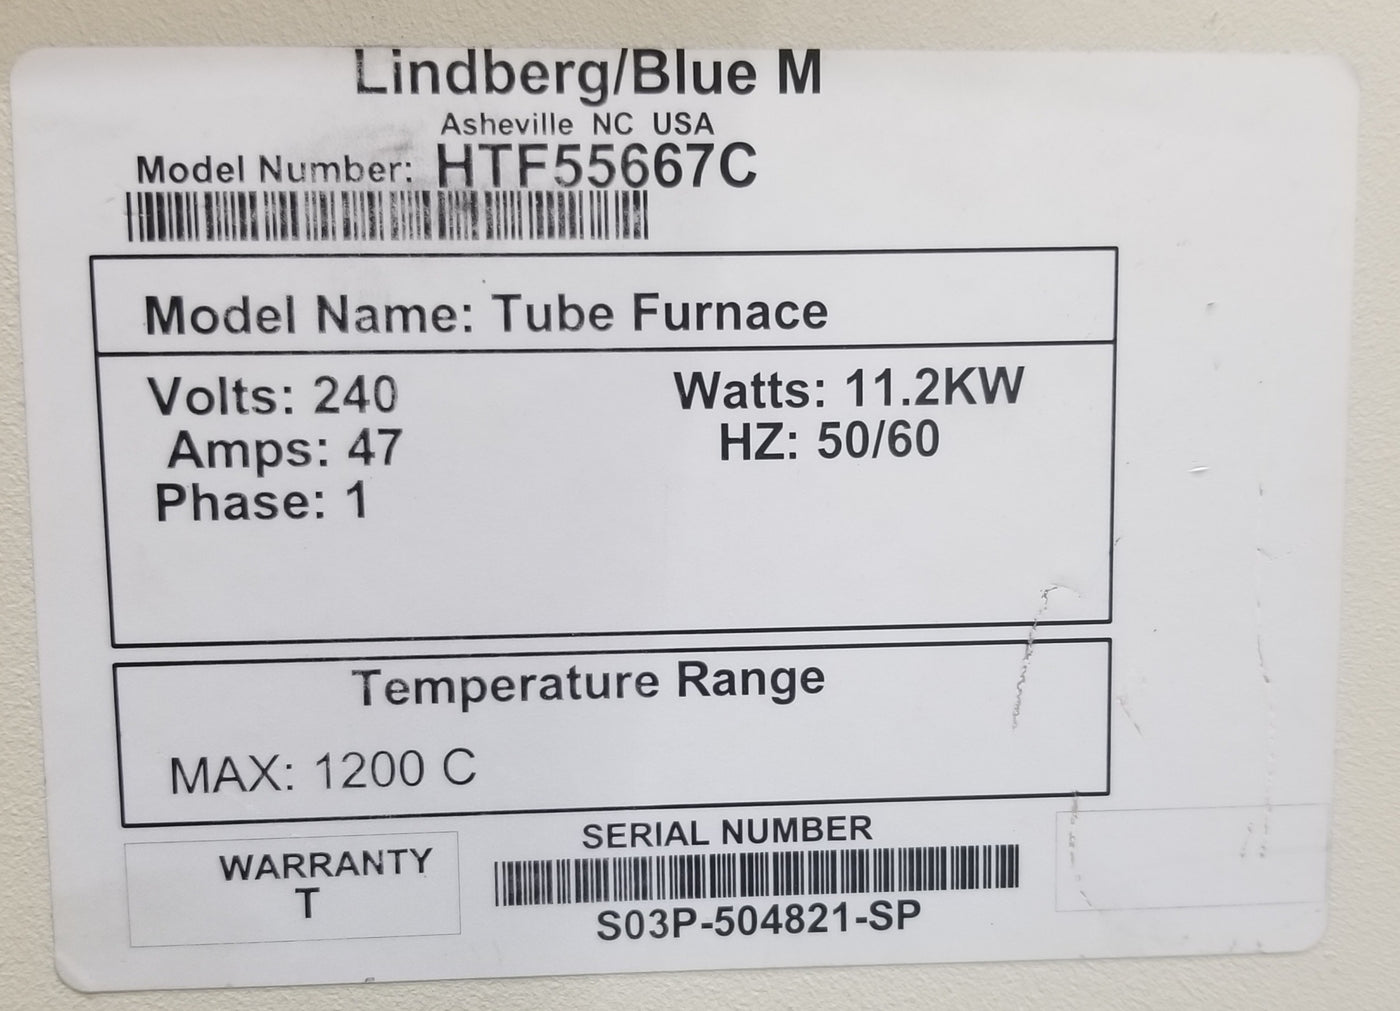 Lindberg/Blue M
Asheville NC USA
Model Number: HTF55667C
Model Name: Tube Furnace
Volts: 240
Watts: 11.2KW
Amps: 47
HZ: 50/60
Phase: 1
Temperature Range
MAX: 1200 C
WARRANTY
T
SERIAL NUMBER
S03P-504821-SP